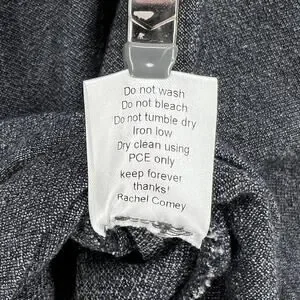 Do not wash
Do not bleach
Do not tumble dry
Iron low
Dry clean using
PCE only
keep forever
thanks!
Rachel Comey